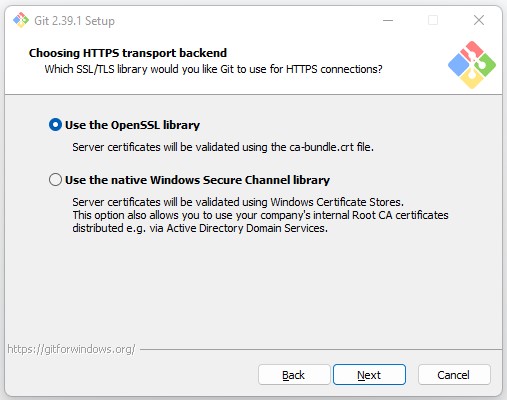 Git 2.39.1 Setup
Choosing HTTPS transport backend
Which SSL/TLS library would you like Git to use for HTTPS connections?
Use the OpenSSL library
Server certificates will be validated using the ca-bundle.crt file.
Use the native Windows Secure Channel library
Server certificates will be validated using Windows Certificate Stores.
This option also allows you to use your company's internal Root CA certificates
distributed e.g. via Active Directory Domain Services.
https://gitforwindows.org/
Back Next Cancel